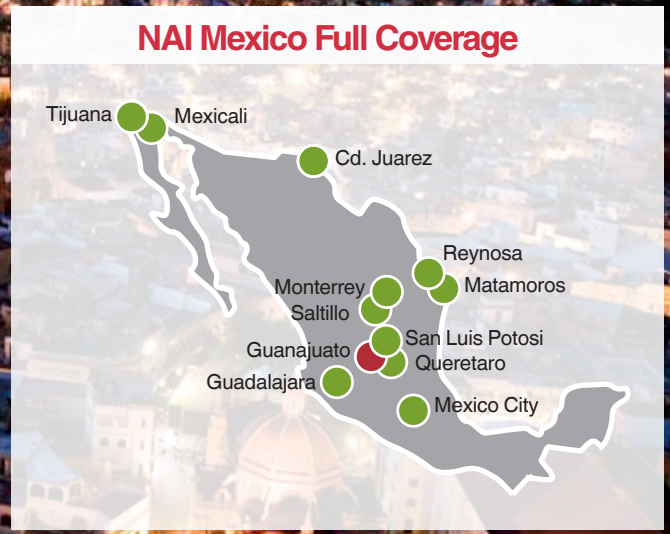 NAI Mexico Full Coverage
Tijuana
Mexicali
Cd. Juarez
Reynosa
Monterrey
Matamoros
Saltillo
San Luis Potosi
Guanajuato
Queretaro
Guadalajara
Mexico City